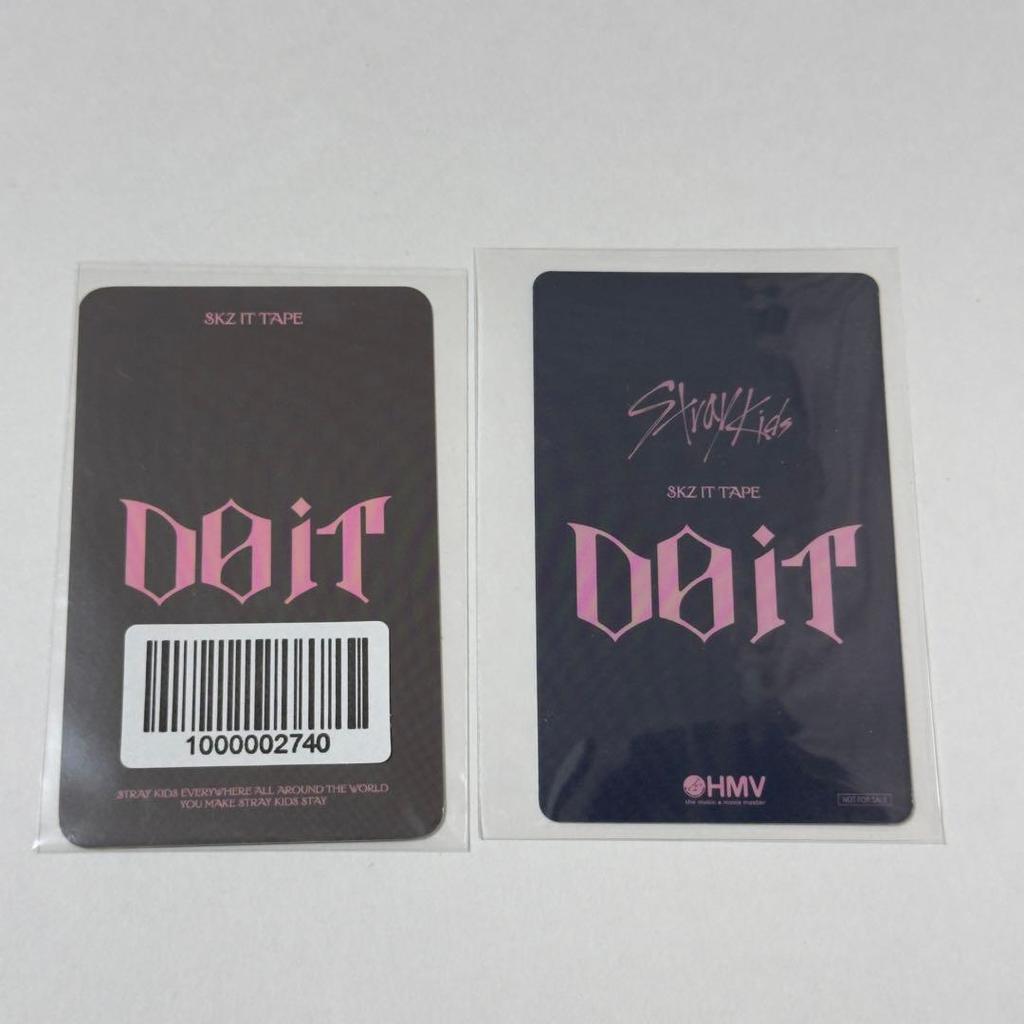 SKZ IT TAPE
DO iT
1000002740
STRAY KIDS EVERYWHERE ALL AROUND THE WORLD
YOU MAKE STRAY KIDS STAY
Stray Kids
SKZ IT TAPE
DO iT
HMV
the music & movie master
NOT FOR SALE